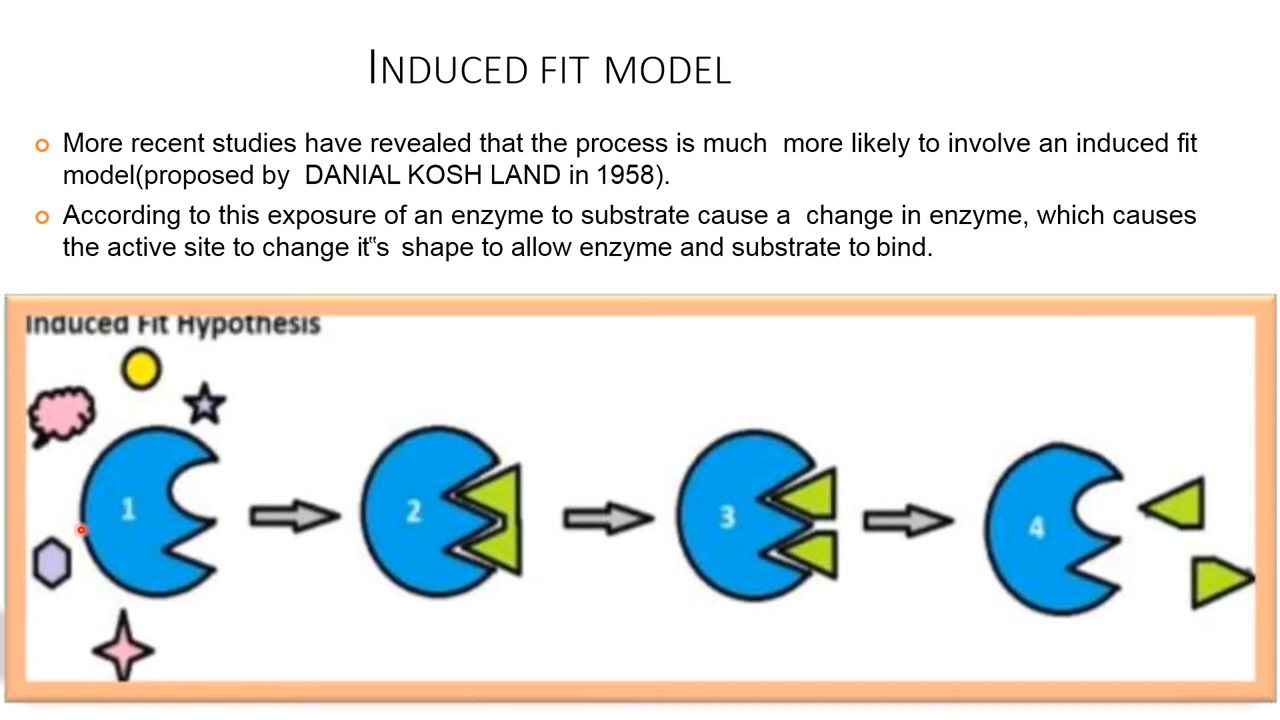 INDUCED FIT MODEL
More recent studies have revealed that the process is much more likely to involve an induced fit
model(proposed by DANIAL KOSH LAND in 1958).
According to this exposure of an enzyme to substrate cause a change in enzyme, which causes
the active site to change it‟s shape to allow enzyme and substrate to bind.
Induced Fit Hypothesis
1
2
3
4